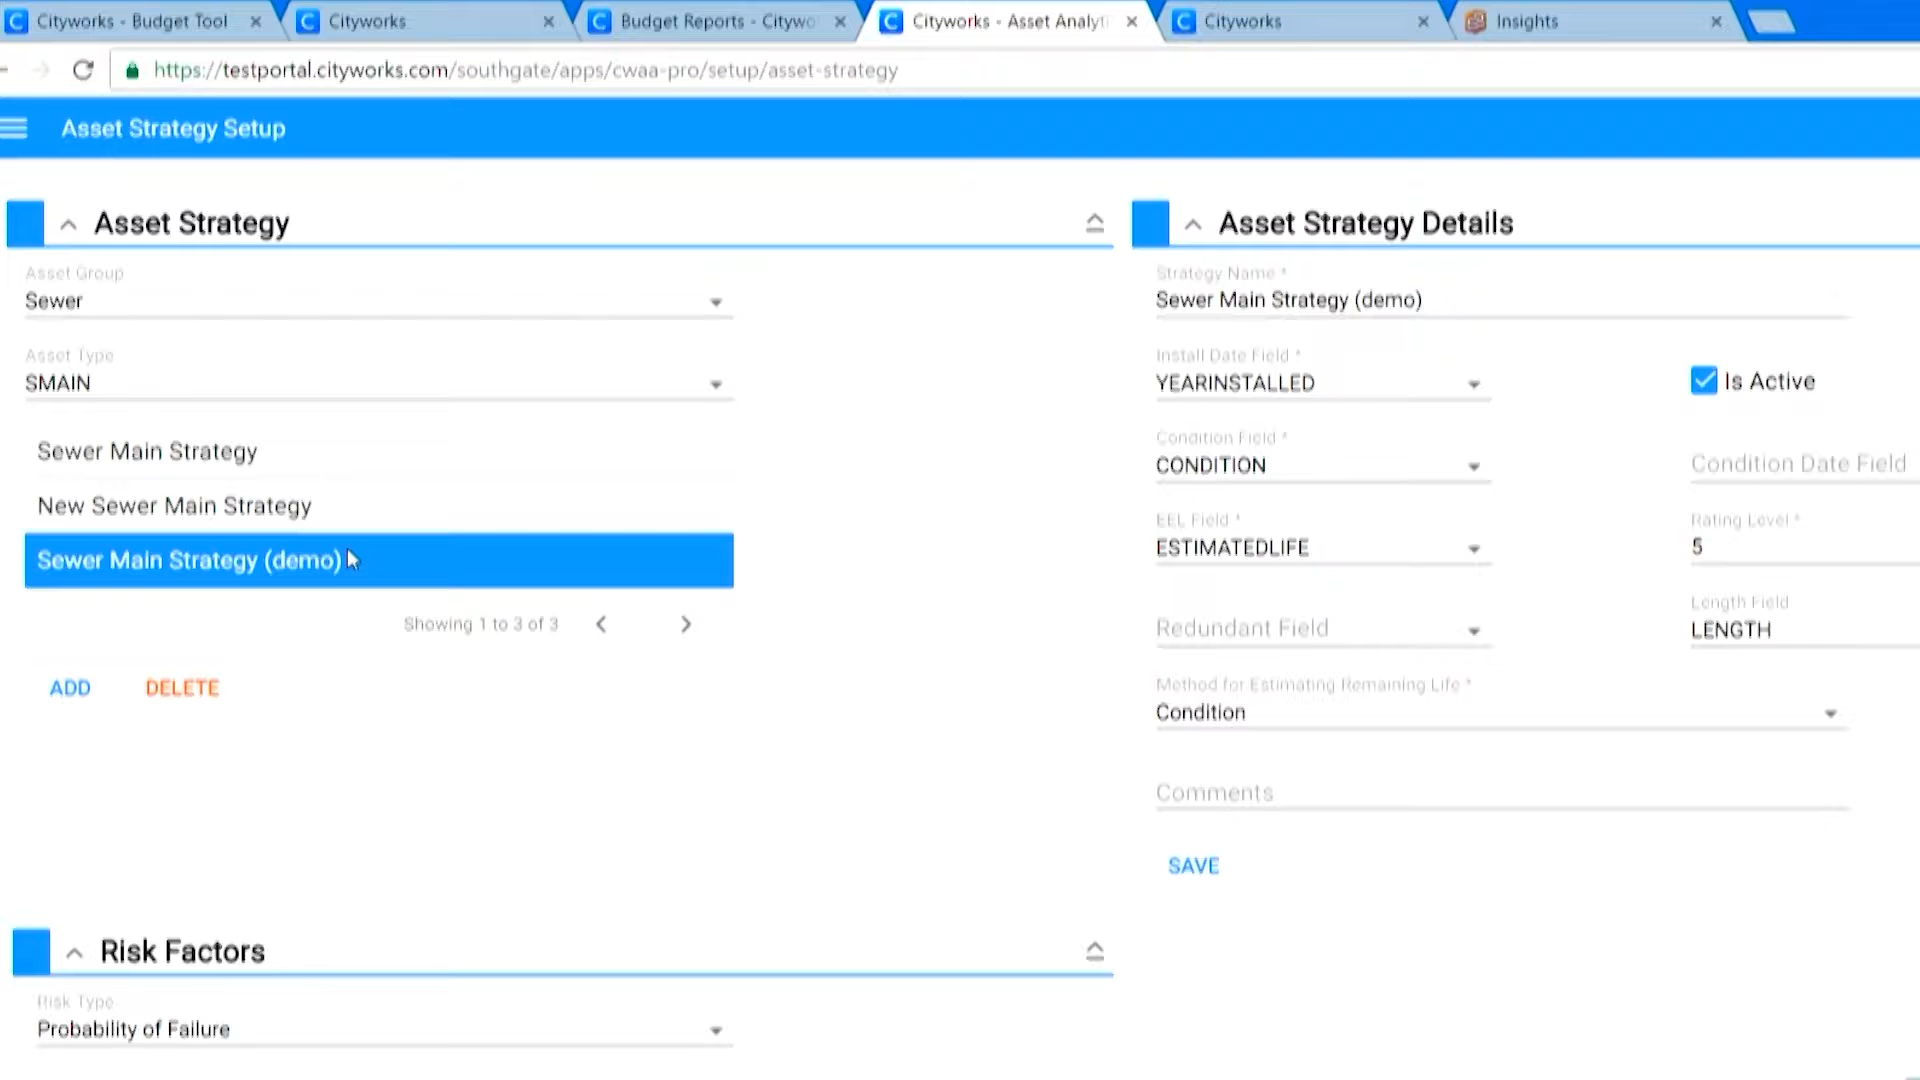 Cityworks - Budget Tool
Cityworks
Budget Reports - Citywo
Cityworks - Asset Analyti
Cityworks
Insights
https://testportal.cityworks.com/southgate/apps/cwaa-pro/setup/asset-strategy
Asset Strategy Setup
Asset Strategy
Asset Group
Sewer
Asset Type
SMAIN
Sewer Main Strategy
New Sewer Main Strategy
Sewer Main Strategy (demo)
Showing 1 to 3 of 3
ADD DELETE
Asset Strategy Details
Strategy Name *
Sewer Main Strategy (demo)
Install Date Field *
YEARINSTALLED
Is Active
Condition Field *
CONDITION
Condition Date Field
EEL Field *
ESTIMATEDLIFE
Rating Level *
5
Redundant Field
Length Field
LENGTH
Method for Estimating Remaining Life *
Condition
Comments
SAVE
Risk Factors
Risk Type
Probability of Failure